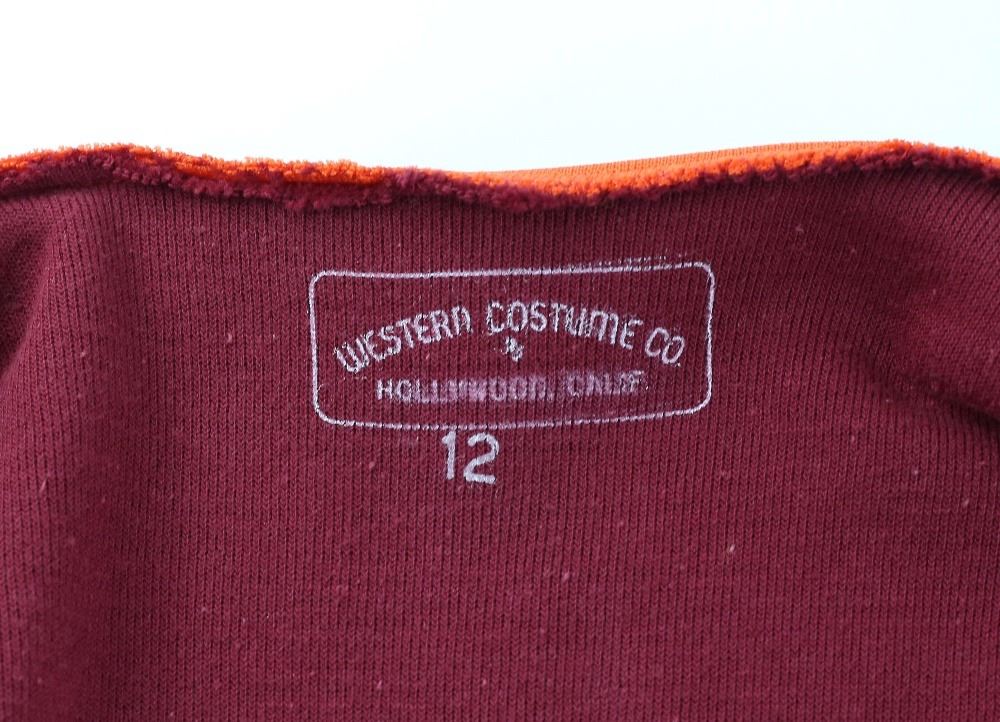 WESTERN COSTUME CO.
HOLLYWOOD, CALIF.
12